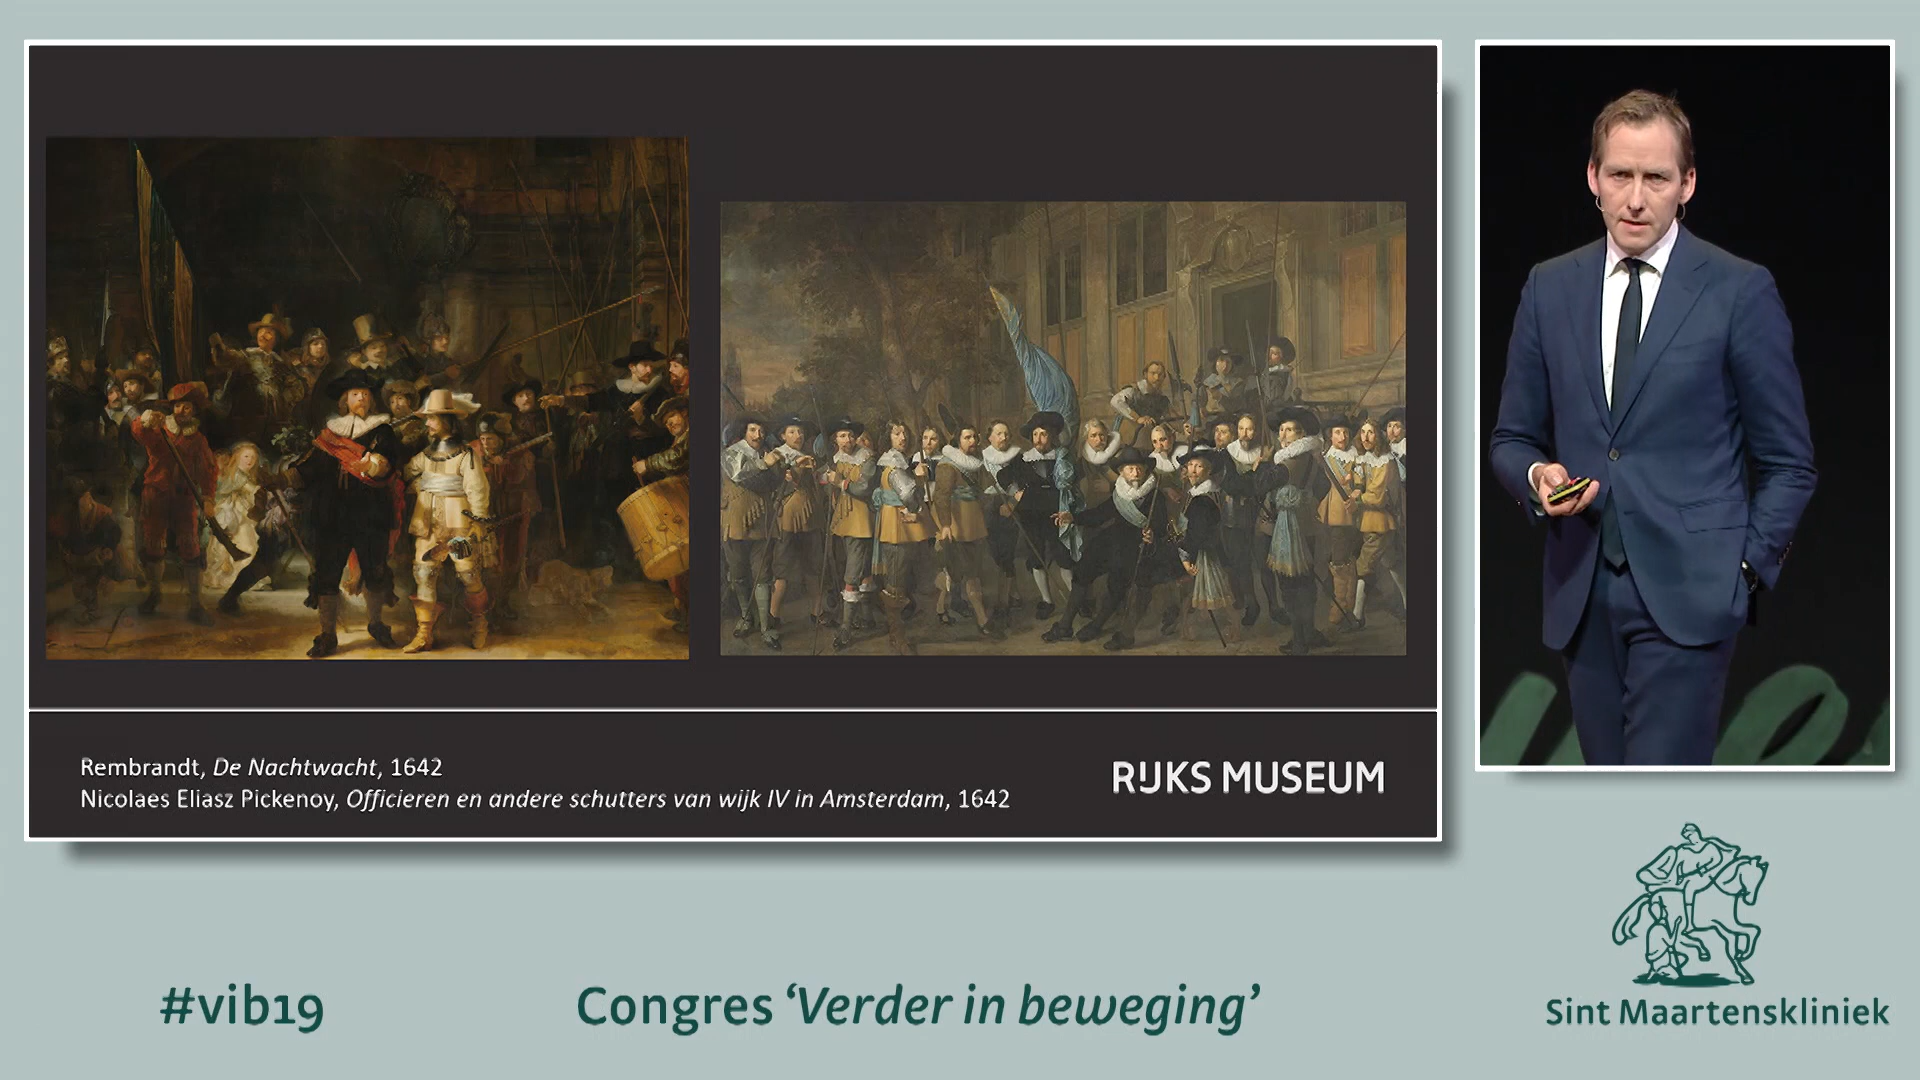 Rembrandt, De Nachtwacht, 1642
Nicolaes Eliasz Pickenoy, Officieren en andere schutters van wijk IV in Amsterdam, 1642
RIJKS MUSEUM
#vib19
Congres ‘Verder in beweging’
Sint Maartenskliniek